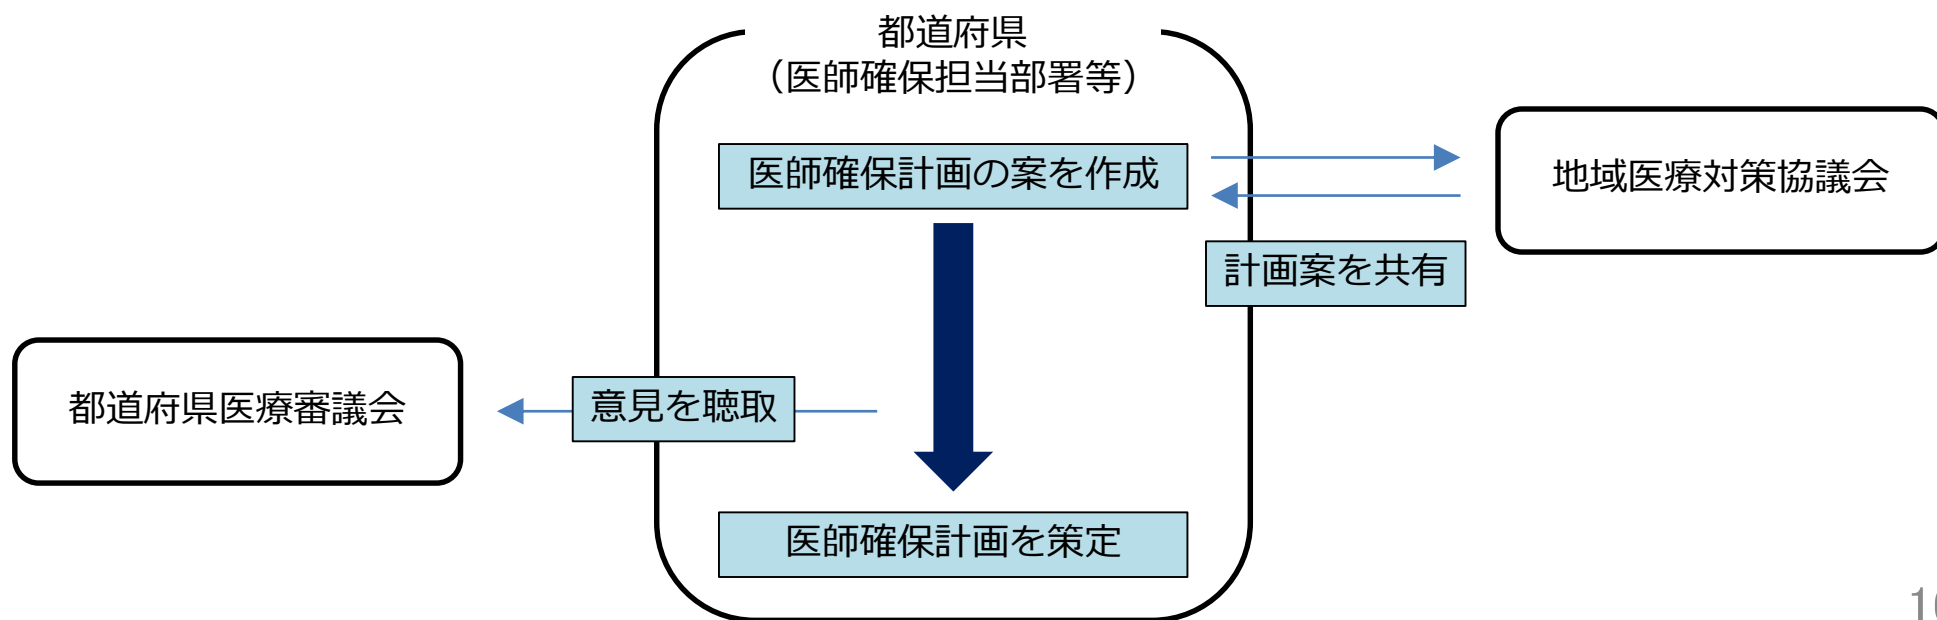 都道府県
（医師確保担当部署等）
医師確保計画の案を作成
地域医療対策協議会
計画案を共有
都道府県医療審議会
意見を聴取
医師確保計画を策定